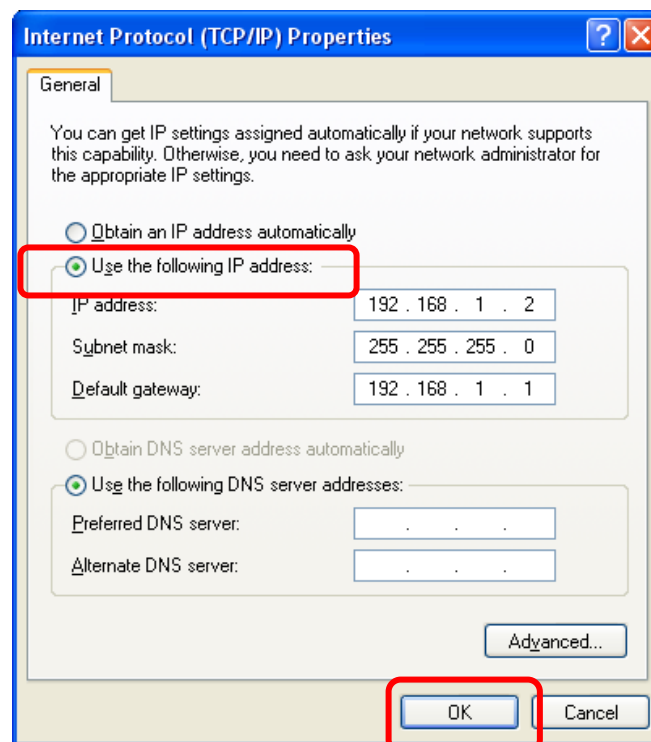 Internet Protocol (TCP/IP) Properties
General
You can get IP settings assigned automatically if your network supports
this capability. Otherwise, you need to ask your network administrator for
the appropriate IP settings.
Obtain an IP address automatically
Use the following IP address:
IP address: 192 . 168 . 1 . 2
Subnet mask: 255 . 255 . 255 . 0
Default gateway: 192 . 168 . 1 . 1
Obtain DNS server address automatically
Use the following DNS server addresses:
Preferred DNS server: . . .
Alternate DNS server: . . .
Advanced...
OK Cancel